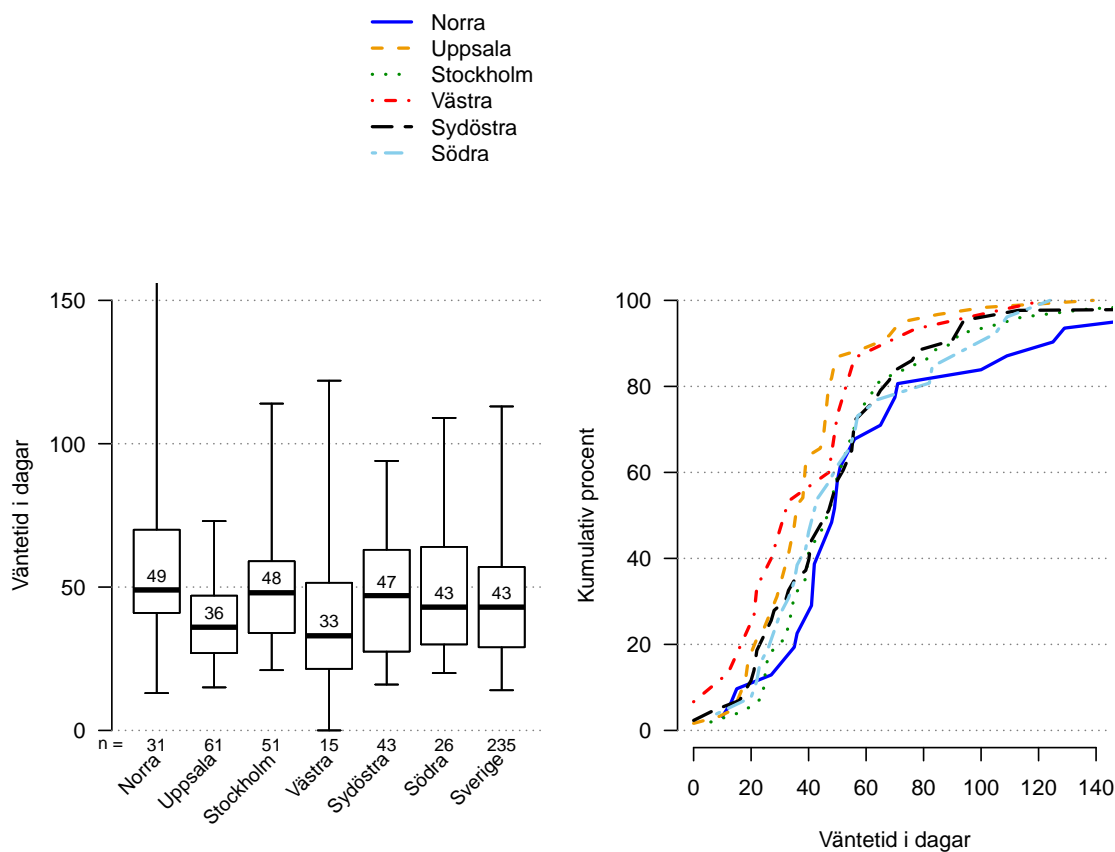 Norra
Uppsala
Stockholm
Västra
Sydöstra
Södra
Väntetid i dagar
150
100
50
0
49
36
48
33
47
43
43
n = 31 61 51 15 43 26 235
Norra Uppsala Stockholm Västra Sydöstra Södra Sverige
Kumulativ procent
100
80
60
40
20
0
0 20 40 60 80 100 120 140
Väntetid i dagar